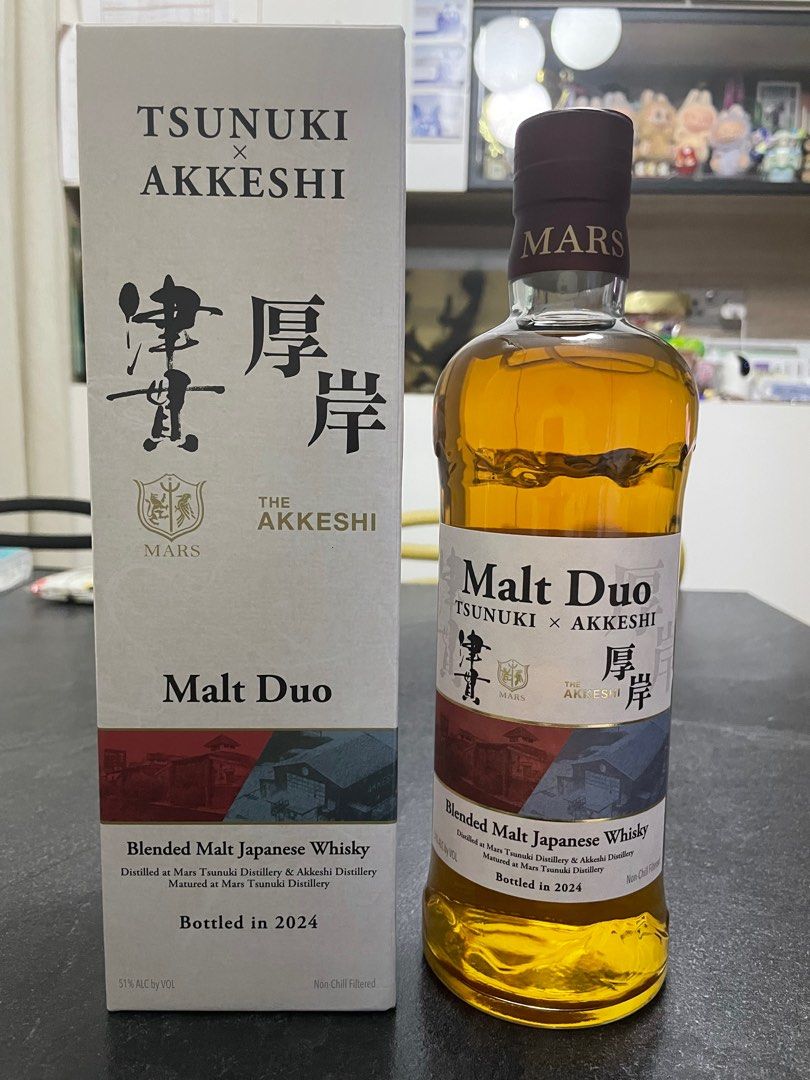 TSUNUKI
×
AKKESHI
津貫
厚岸
MARS
THE
AKKESHI
Malt Duo
Blended Malt Japanese Whisky
Distilled at Mars Tsunuki Distillery & Akkeshi Distillery
Matured at Mars Tsunuki Distillery
Bottled in 2024
51% ALC by VOL
Non Chill Filtered
MARS
Malt Duo
TSUNUKI × AKKESHI
津貫
厚岸
MARS
THE
AKKESHI
Blended Malt Japanese Whisky
Distilled at Mars Tsunuki Distillery & Akkeshi Distillery
Matured at Mars Tsunuki Distillery
Bottled in 2024
ALC by VOL
Non-Chill Filtered